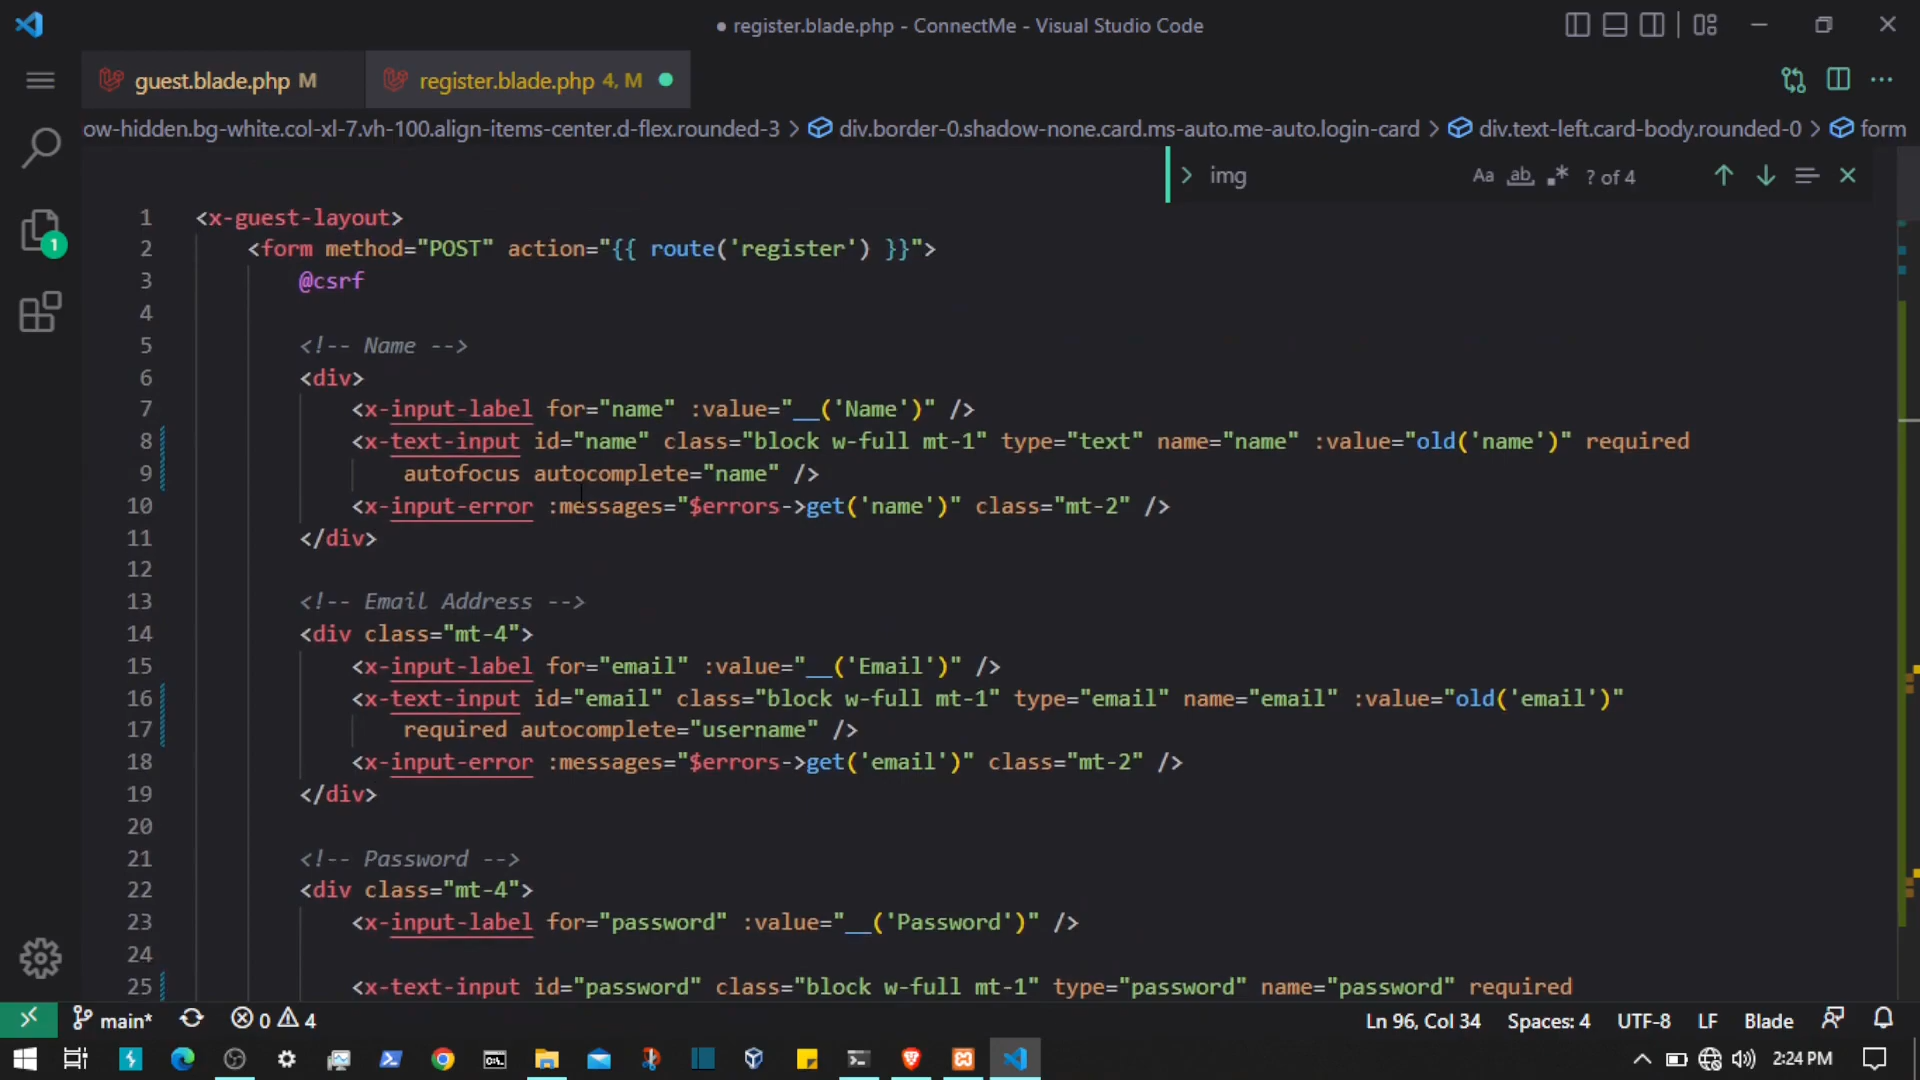 register.blade.php - ConnectMe - Visual Studio Code
guest.blade.php M
register.blade.php 4, M
ow-hidden.bg-white.col-xl-7.vh-100.align-items-center.d-flex.rounded-3 > div.border-0.shadow-none.card.ms-auto.me-auto.login-card > div.text-left.card-body.rounded-0 > form
img
Aa ab ? of 4
1 <x-guest-layout>
2 <form method="POST" action="{{ route('register') }}">
3 @csrf
4
5 <!-- Name -->
6 <div>
7 <x-input-label for="name" :value="__('Name')" />
8 <x-text-input id="name" class="block w-full mt-1" type="text" name="name" :value="old('name')" required
9 autofocus autocomplete="name" />
10 <x-input-error :messages="$errors->get('name')" class="mt-2" />
11 </div>
12
13 <!-- Email Address -->
14 <div class="mt-4">
15 <x-input-label for="email" :value="__('Email')" />
16 <x-text-input id="email" class="block w-full mt-1" type="email" name="email" :value="old('email')"
17 required autocomplete="username" />
18 <x-input-error :messages="$errors->get('email')" class="mt-2" />
19 </div>
20
21 <!-- Password -->
22 <div class="mt-4">
23 <x-input-label for="password" :value="__('Password')" />
24
25 <x-text-input id="password" class="block w-full mt-1" type="password" name="password" required
1
main* 0 4
Ln 96, Col 34 Spaces: 4 UTF-8 LF Blade
2:24 PM